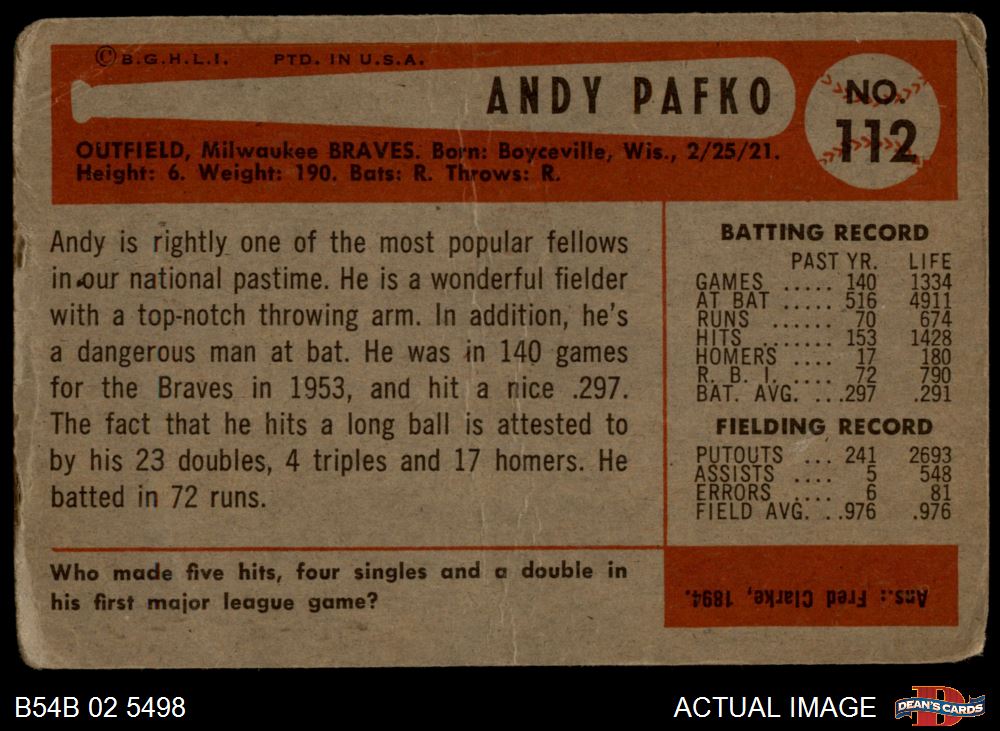 © B.G.H.L.I. PTD. IN U.S.A.
ANDY PAFKO
NO.
112
OUTFIELD, Milwaukee BRAVES. Born: Boyceville, Wis., 2/25/21.
Height: 6. Weight: 190. Bats: R. Throws: R.
Andy is rightly one of the most popular fellows
in our national pastime. He is a wonderful fielder
with a top-notch throwing arm. In addition, he's
a dangerous man at bat. He was in 140 games
for the Braves in 1953, and hit a nice .297.
The fact that he hits a long ball is attested to
by his 23 doubles, 4 triples and 17 homers. He
batted in 72 runs.
BATTING RECORD
PAST YR. LIFE
GAMES ..... 140 1334
AT BAT ..... 516 4911
RUNS ...... 70 674
HITS ....... 153 1428
HOMERS .... 17 180
R. B. I. .... 72 790
BAT. AVG. ...297 .291
FIELDING RECORD
PUTOUTS ... 241 2693
ASSISTS .... 5 548
ERRORS .... 6 81
FIELD AVG. ..976 .976
Who made five hits, four singles and a double in
his first major league game?
Ans.: Fred Clarke, 1894.
B54B 02 5498
ACTUAL IMAGE
DEAN'S CARDS